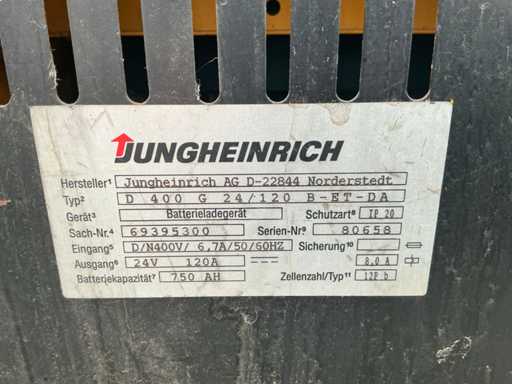 JUNGHEINRICH
Hersteller¹ Jungheinrich AG D-22844 Norderstedt
Typ² D 400 G 24/120 B-ET-DA
Gerät³ Batterieladegerät Schutzart⁸ IP 20
Sach-Nr.⁴ 69395300 Serien-Nr⁹ 80658
Eingang⁵ D/N400V/ 6,7A/50/60HZ Sicherung¹⁰
Ausgang⁶ 24V 120A 8,0 A
Batteriekapazität⁷ 750 AH Zellenzahl/Typ¹¹ 12P b